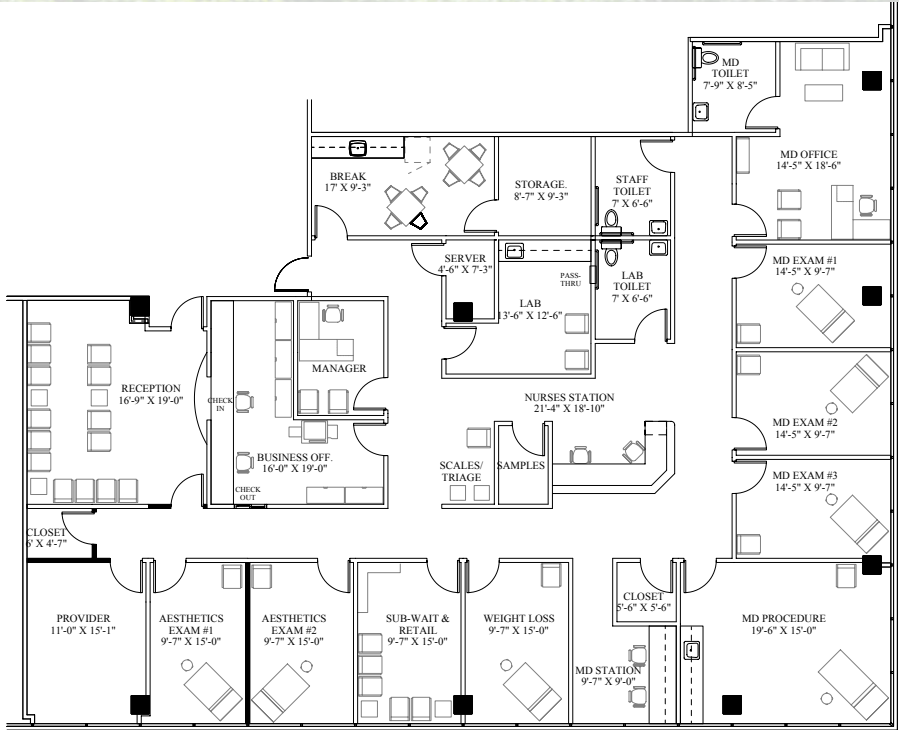 MD
TOILET
7'-9" X 8'-5"
MD OFFICE
14'-5" X 18'-6"
BREAK
17' X 9'-3"
STORAGE.
8'-7" X 9'-3"
STAFF
TOILET
7' X 6'-6"
SERVER
4'-6" X 7'-3"
PASS-
THRU
LAB
13'-6" X 12'-6"
LAB
TOILET
7' X 6'-6"
MD EXAM #1
14'-5" X 9'-7"
MANAGER
RECEPTION
16'-9" X 19'-0"
CHECK
IN
NURSES STATION
21'-4" X 18'-10"
MD EXAM #2
14'-5" X 9'-7"
BUSINESS OFF.
16'-0" X 19'-0"
CHECK
OUT
SCALES/
TRIAGE
SAMPLES
MD EXAM #3
14'-5" X 9'-7"
CLOSET
6' X 4'-7"
PROVIDER
11'-0" X 15'-1"
AESTHETICS
EXAM #1
9'-7" X 15'-0"
AESTHETICS
EXAM #2
9'-7" X 15'-0"
SUB-WAIT &
RETAIL
9'-7" X 15'-0"
WEIGHT LOSS
9'-7" X 15'-0"
CLOSET
5'-6" X 5'-6"
MD STATION
9'-7" X 9'-0"
MD PROCEDURE
19'-6" X 15'-0"